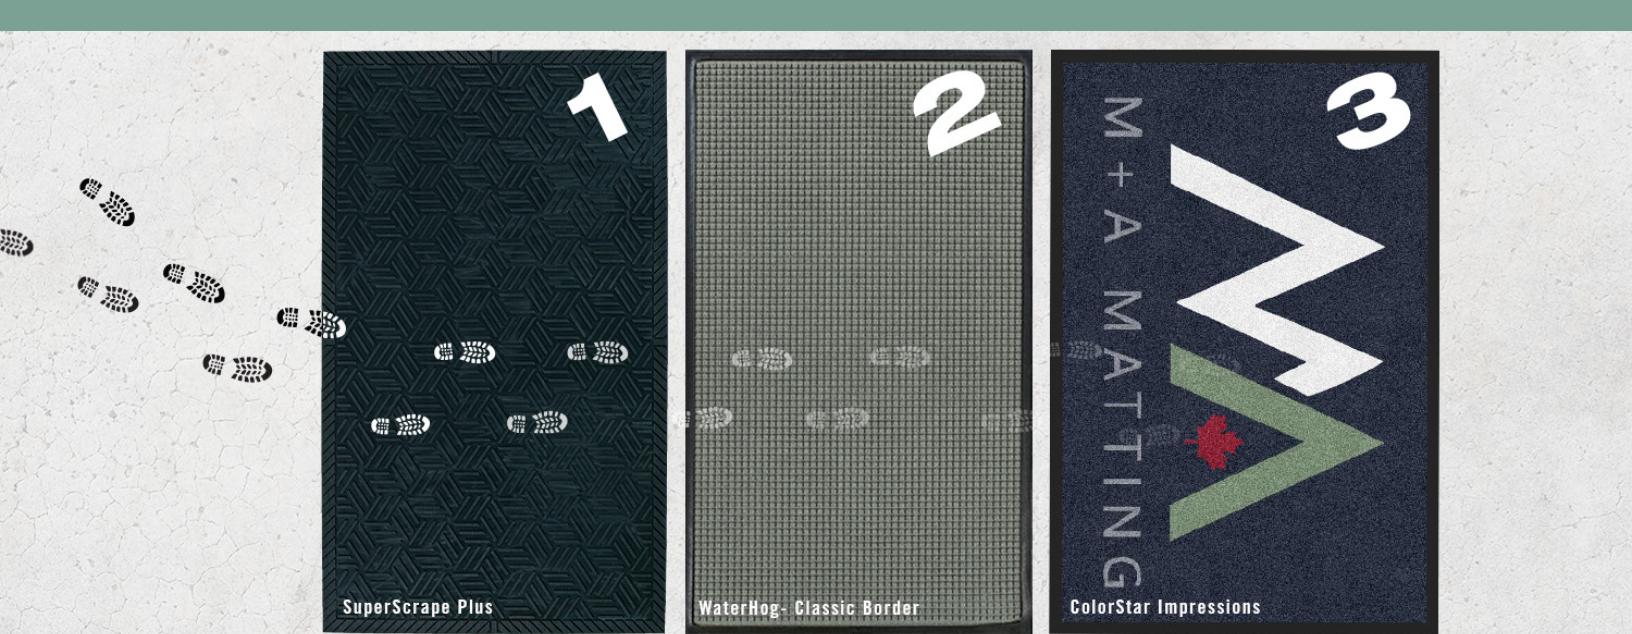 1
SuperScrape Plus
2
WaterHog- Classic Border
3
M+A MATTING
ColorStar Impressions